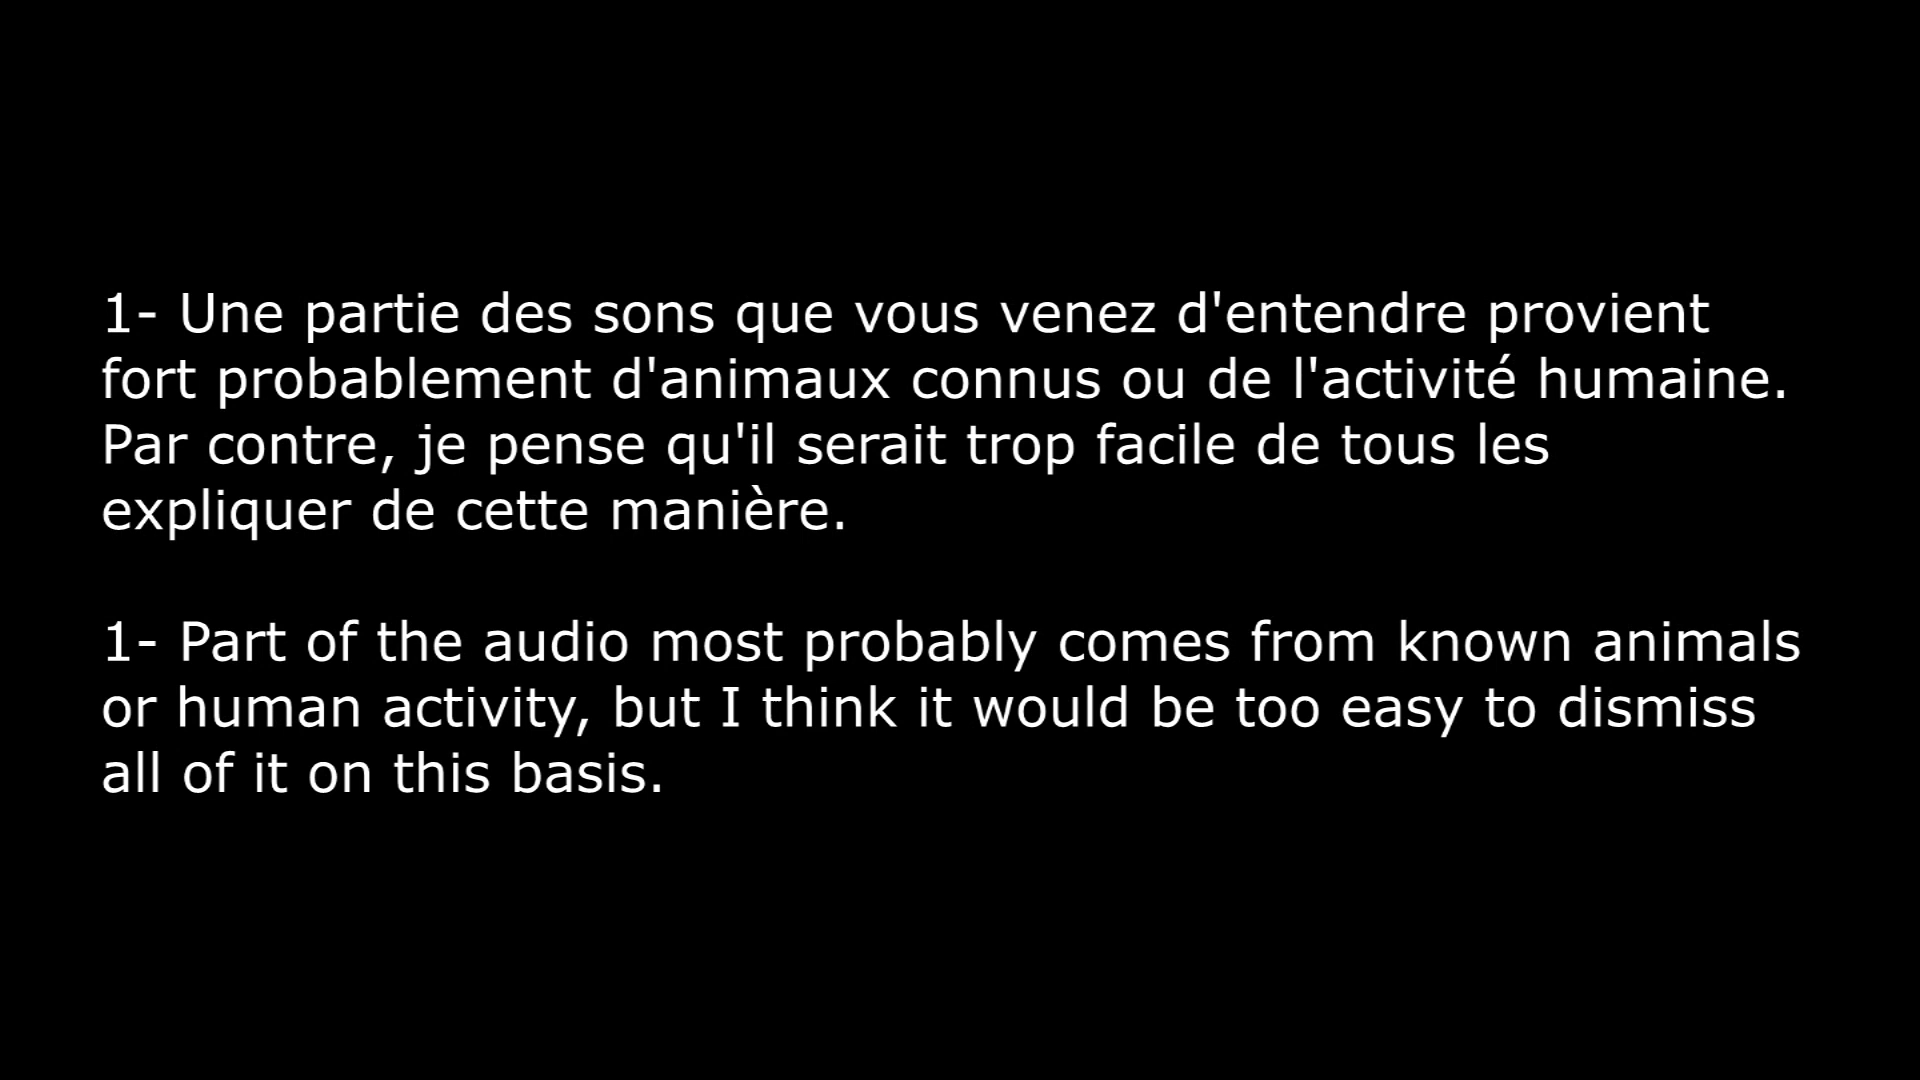 1- Une partie des sons que vous venez d'entendre provient
fort probablement d'animaux connus ou de l'activité humaine.
Par contre, je pense qu'il serait trop facile de tous les
expliquer de cette manière.
1- Part of the audio most probably comes from known animals
or human activity, but I think it would be too easy to dismiss
all of it on this basis.